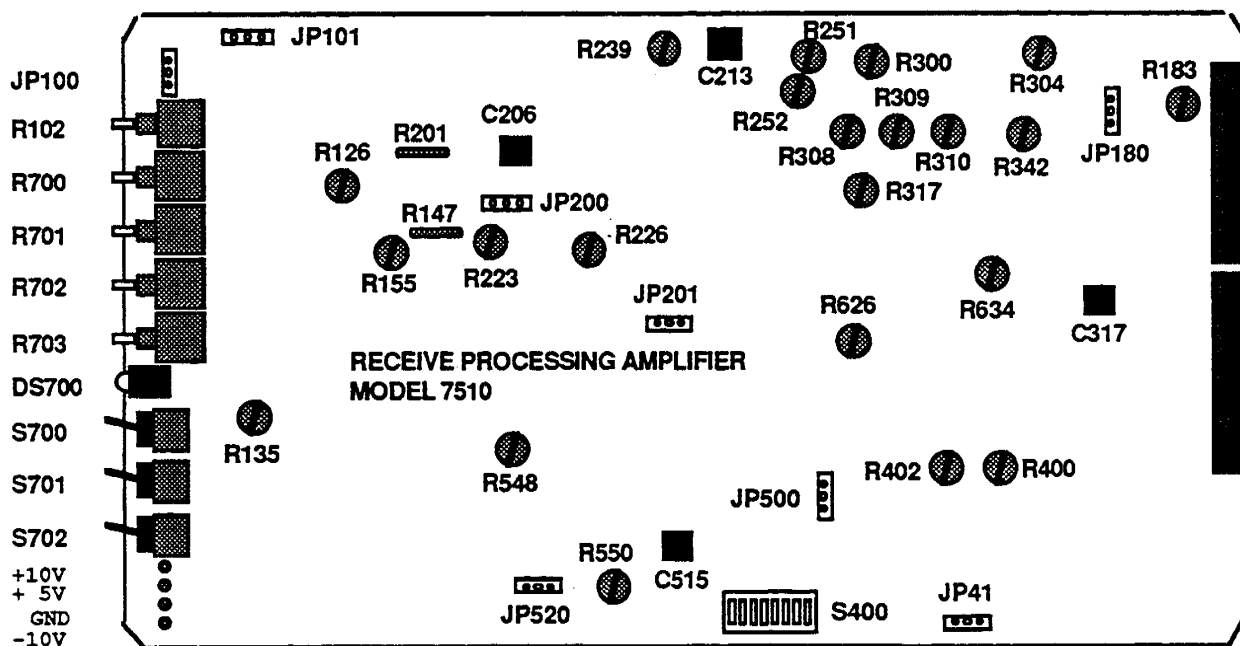 JP101
R239
C213
R251
R300
R304
R183
JP100
R102
R126
R201
C206
R252
R309
R308
R310
R342
JP180
R700
JP200
R317
R701
R147
R155
R223
R226
R702
JP201
R626
R634
C317
R703
RECEIVE PROCESSING AMPLIFIER
MODEL 7510
DS700
S700
R135
R548
R402
R400
S701
JP500
S702
R550
C515
+10V
+ 5V
GND
-10V
JP520
S400
JP41